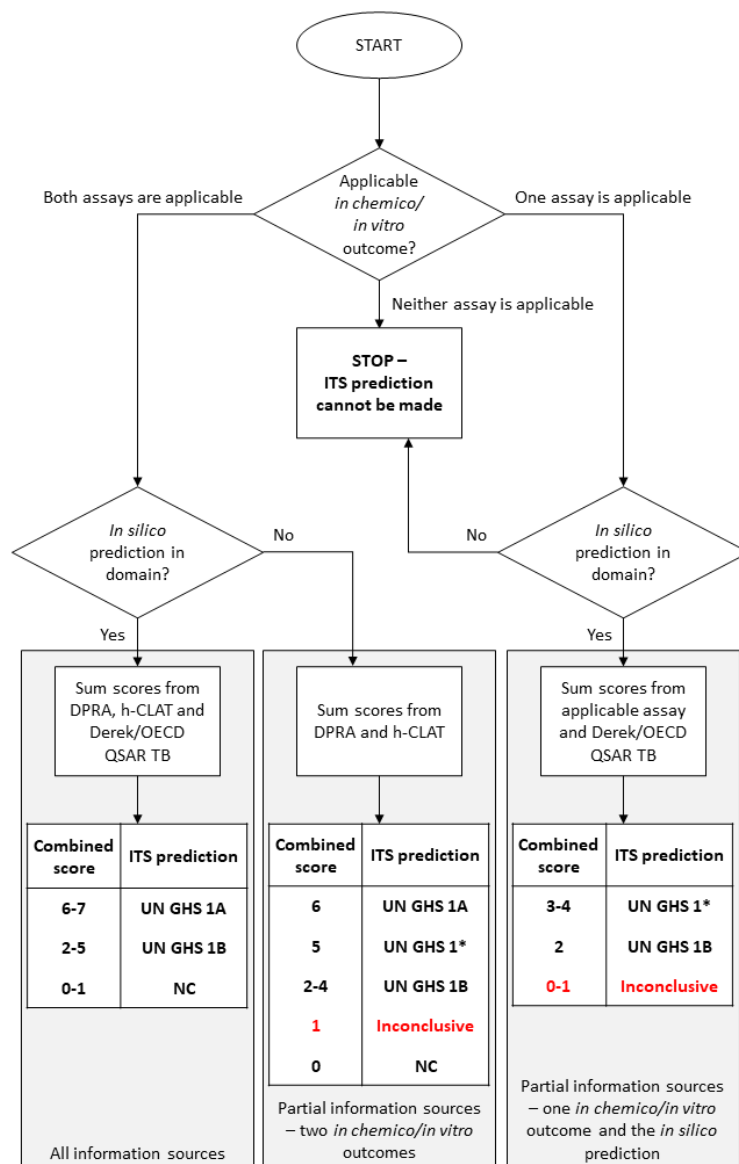 START
Applicable
in chemico/
in vitro
outcome?
Both assays are applicable
One assay is applicable
Neither assay is applicable
STOP –
ITS prediction
cannot be made
In silico
prediction in
domain?
No
Yes
No
In silico
prediction in
domain?
Yes
Sum scores from
DPRA, h-CLAT and
Derek/OECD
QSAR TB
Combined score ITS prediction
6-7 UN GHS 1A
2-5 UN GHS 1B
0-1 NC
All information sources
Sum scores from
DPRA and h-CLAT
Combined score ITS prediction
6 UN GHS 1A
5 UN GHS 1*
2-4 UN GHS 1B
1 Inconclusive
0 NC
Partial information sources
– two in chemico/in vitro
outcomes
Sum scores from
applicable assay
and Derek/OECD
QSAR TB
Combined score ITS prediction
3-4 UN GHS 1*
2 UN GHS 1B
0-1 Inconclusive
Partial information sources
– one in chemico/in vitro
outcome and the in silico
prediction